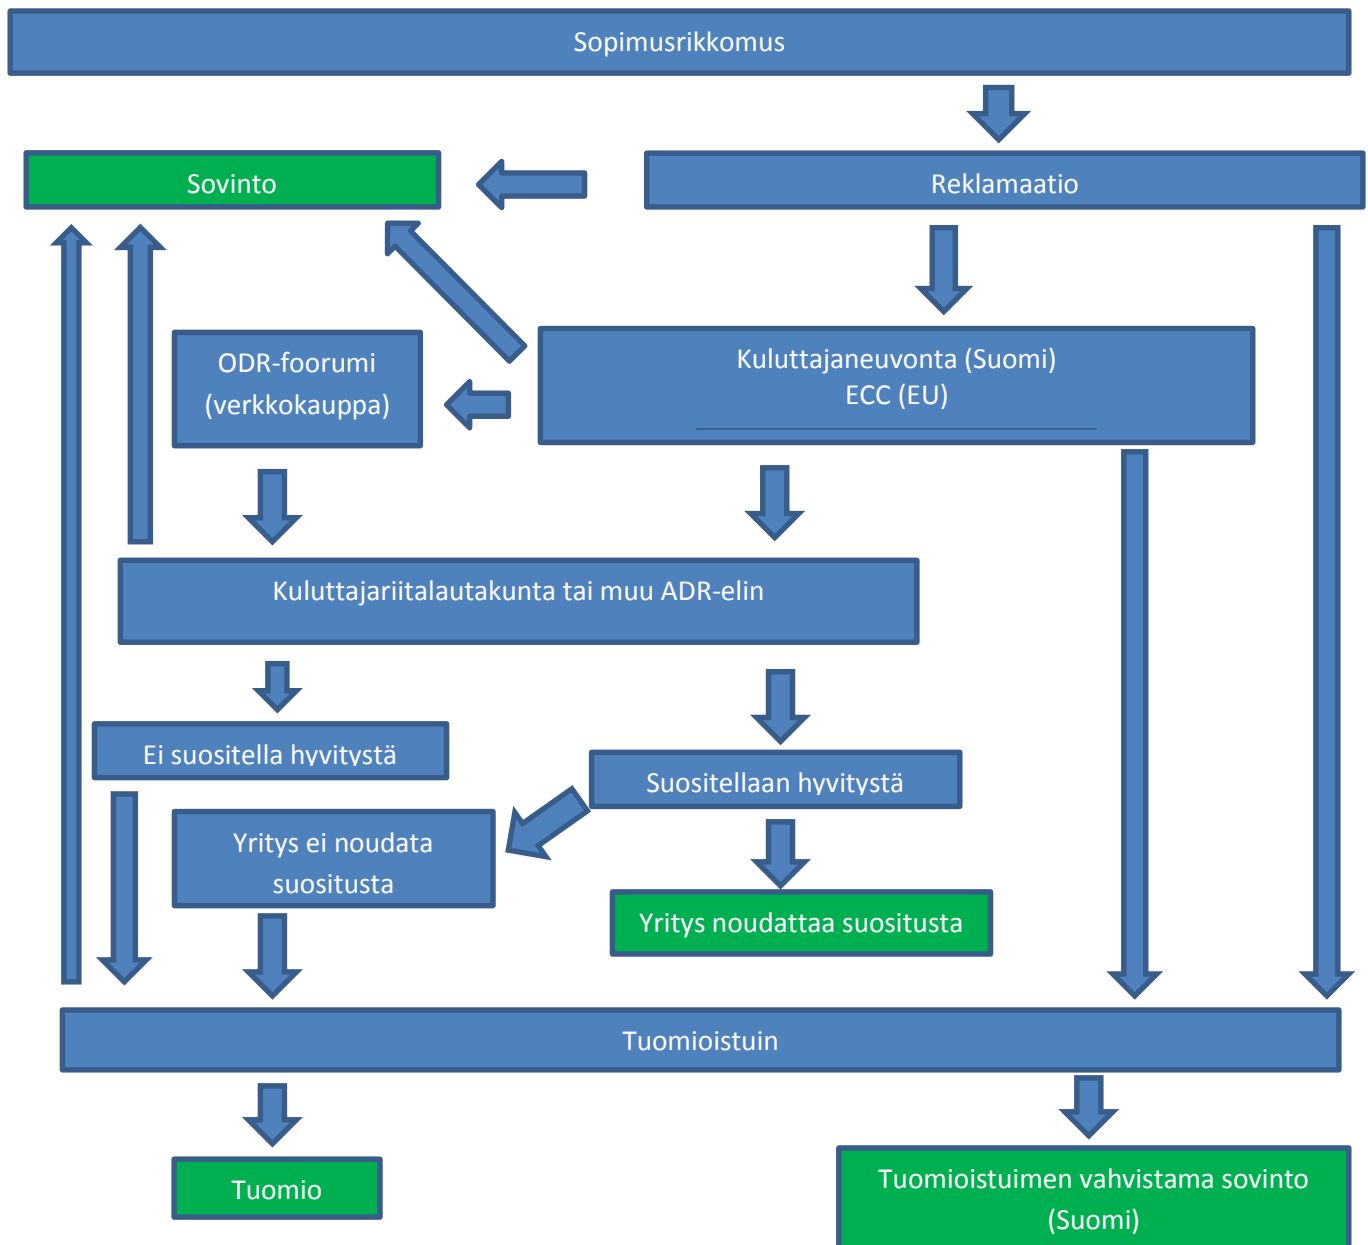 Sopimusrikkomus
Sovinto
Reklamaatio
ODR-foorumi
(verkkokauppa)
Kuluttajaneuvonta (Suomi)
ECC (EU)
Kuluttajariitalautakunta tai muu ADR-elin
Ei suositella hyvitystä
Suositellaan hyvitystä
Yritys ei noudata
suositusta
Yritys noudattaa suositusta
Tuomioistuin
Tuomio
Tuomioistuimen vahvistama sovinto
(Suomi)